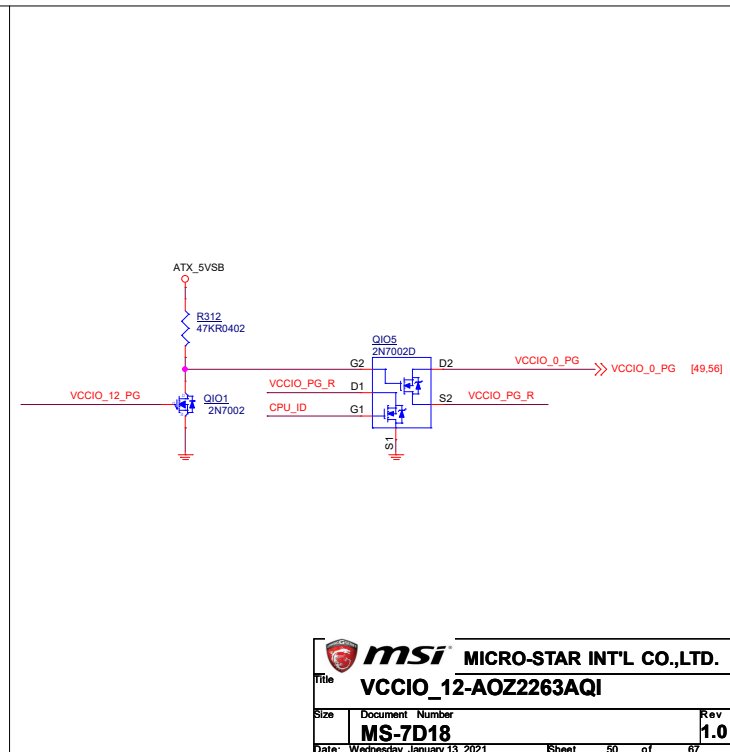 ATX_5VSB
R312
47KR0402
QIO5
2N7002D
G2
D2
VCCIO_0_PG
VCCIO_0_PG
[49,56]
VCCIO_PG_R
D1
VCCIO_12_PG
QIO1
2N7002
CPU_ID
G1
S2
VCCIO_PG_R
S1
msi MICRO-STAR INT'L CO.,LTD.
Title
VCCIO_12-AOZ2263AQI
Size Document Number Rev
MS-7D18 1.0
Date: Wednesday, January 13, 2021 Sheet 50 of 67